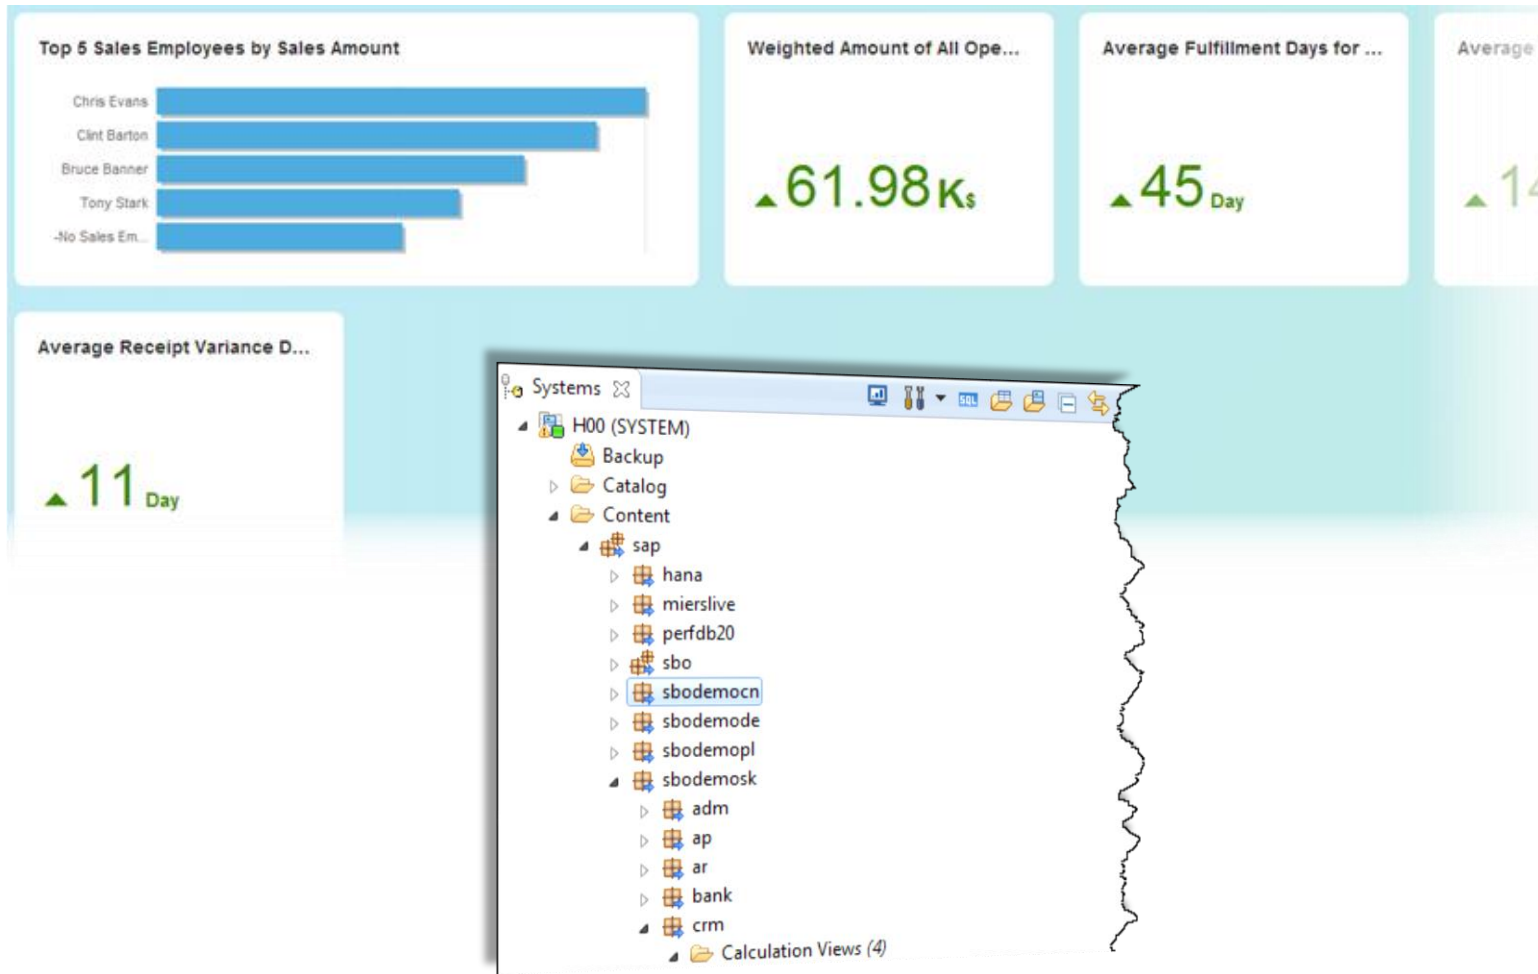 Top 5 Sales Employees by Sales Amount
Chris Evans
Clint Barton
Bruce Banner
Tony Stark
-No Sales Em...
Weighted Amount of All Ope...
61.98 K$
Average Fulfillment Days for ...
45 Day
Average
14
Average Receipt Variance D...
11 Day
Systems
SQL
H00 (SYSTEM)
Backup
Catalog
Content
sap
hana
mierslive
perfdb20
sbo
sbodemocn
sbodemode
sbodemopl
sbodemosk
adm
ap
ar
bank
crm
Calculation Views (4)